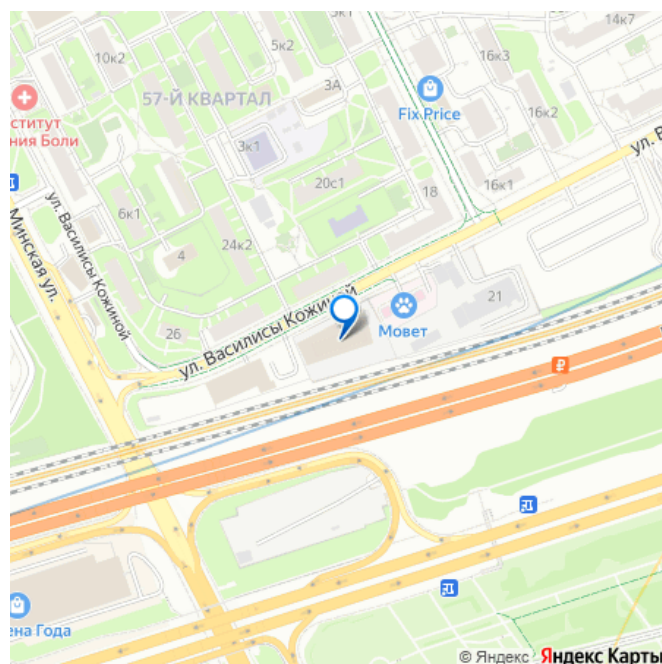 14к7
10к2
5к2
5к1
16к3
3А
57-Й КВАРТАЛ
Fix Price
16к2
ститут
ния Боли
3к1
ул. В
20с1
18
16к1
6к1
ул. Василисы Кожиной
Минская ул.
24к2
4
21
26
ул. Василисы Кожиной
Мовет
ена Года
© Яндекс Яндекс Карты